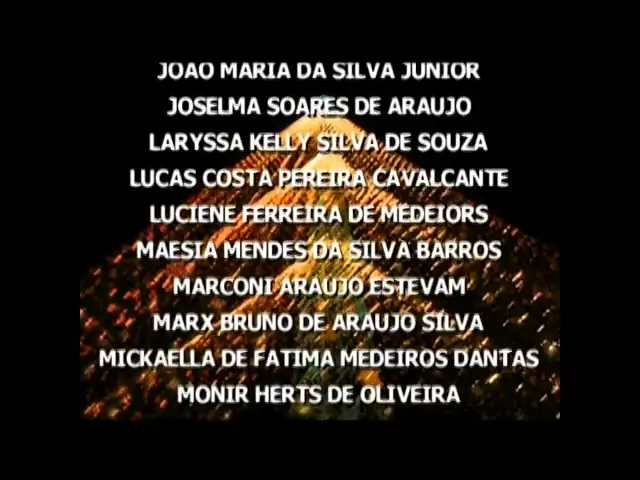 JOAO MARIA DA SILVA JUNIOR
JOSELMA SOARES DE ARAUJO
LARYSSA KELLY SILVA DE SOUZA
LUCAS COSTA PEREIRA CAVALCANTE
LUCIENE FERREIRA DE MEDEIORS
MAESIA MENDES DA SILVA BARROS
MARCONI ARAUJO ESTEVAM
MARX BRUNO DE ARAUJO SILVA
MICKAELLA DE FATIMA MEDEIROS DANTAS
MONIR HERTS DE OLIVEIRA